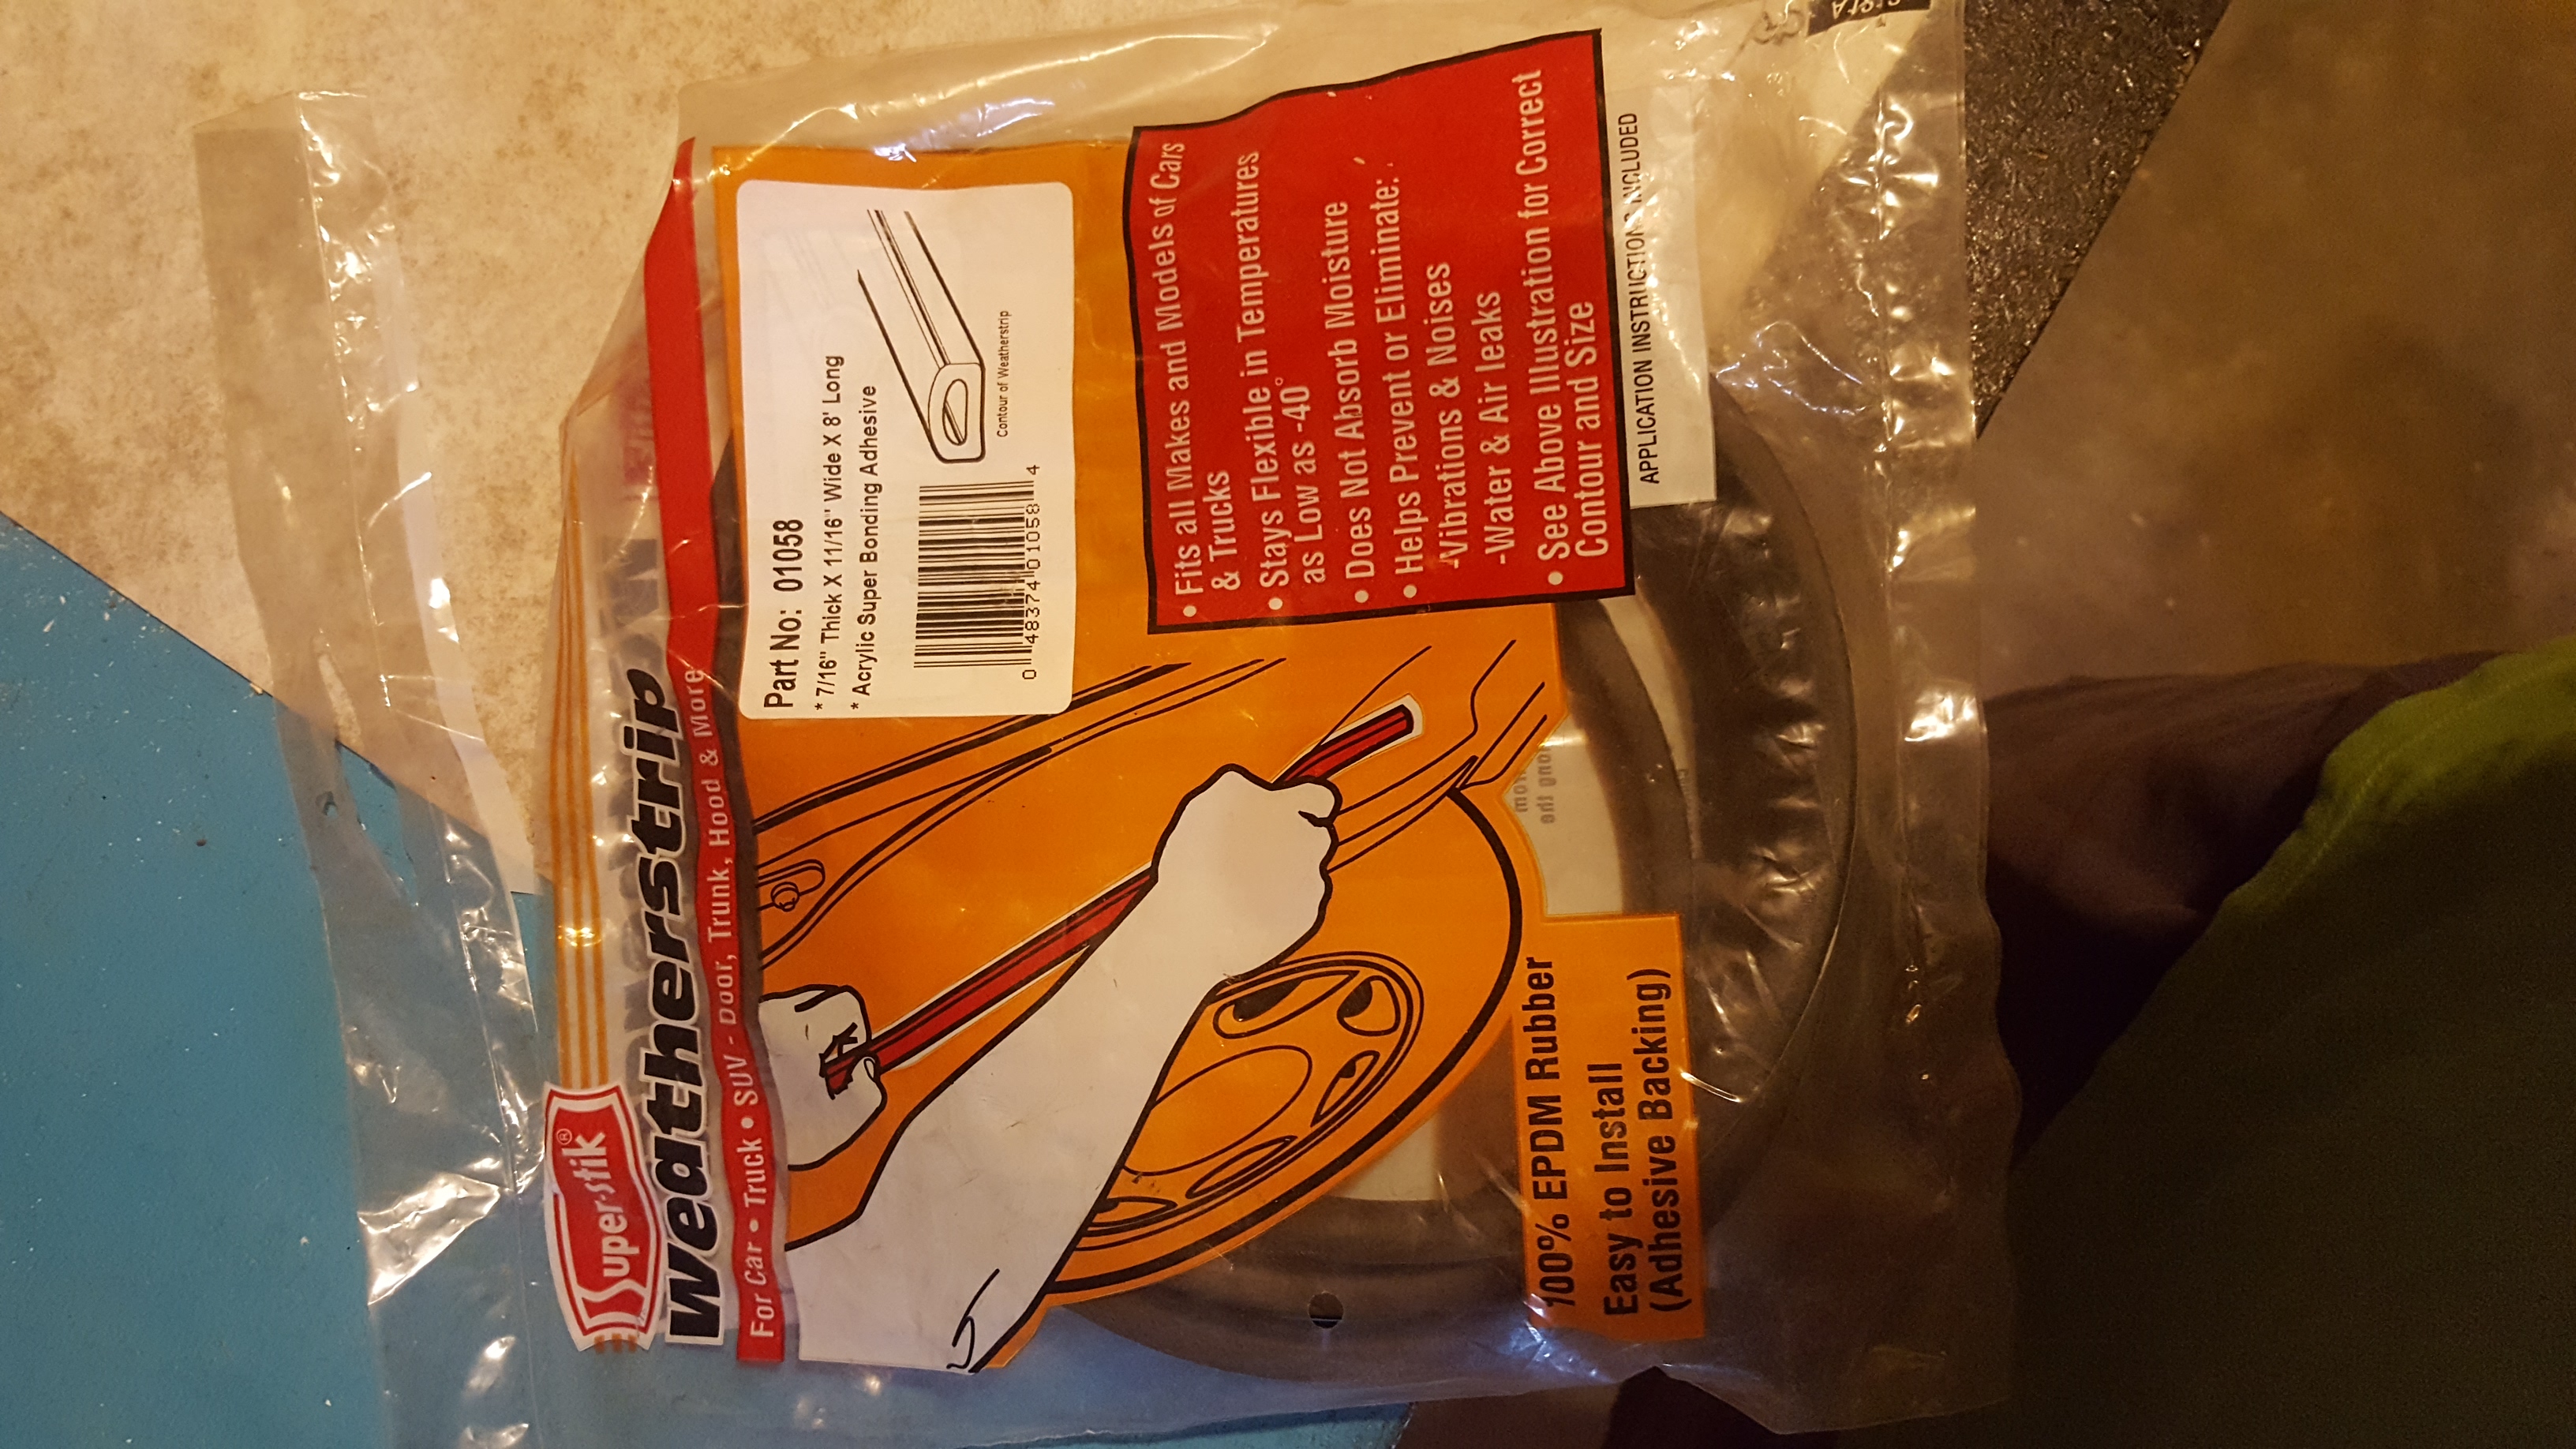 Super-stik®
Weatherstrip
For Car • Truck • SUV - Door, Trunk, Hood & More
Part No: 01058
* 7/16" Thick X 11/16" Wide X 8' Long
* Acrylic Super Bonding Adhesive
0 48374 01058 4
Contour of Weatherstrip
• Fits all Makes and Models of Cars
& Trucks
• Stays Flexible in Temperatures
as Low as -40°
• Does Not Absorb Moisture
• Helps Prevent or Eliminate:
-Vibrations & Noises
-Water & Air leaks
• See Above Illustration for Correct
Contour and Size
APPLICATION INSTRUCTIONS INCLUDED
100% EPDM Rubber
Easy to Install
(Adhesive Backing)